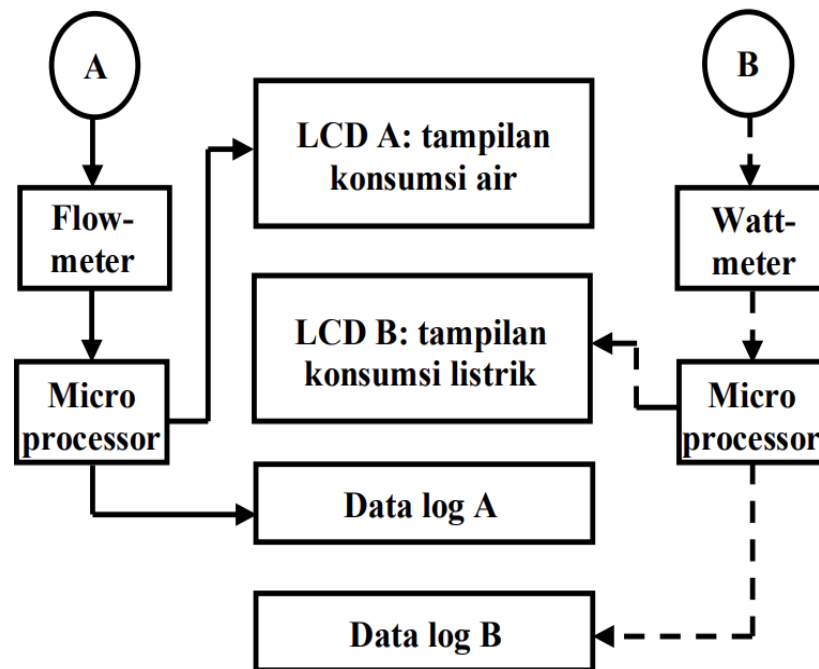 A
B
LCD A: tampilan
konsumsi air
Flow-
meter
Watt-
meter
LCD B: tampilan
konsumsi listrik
Micro
processor
Micro
processor
Data log A
Data log B